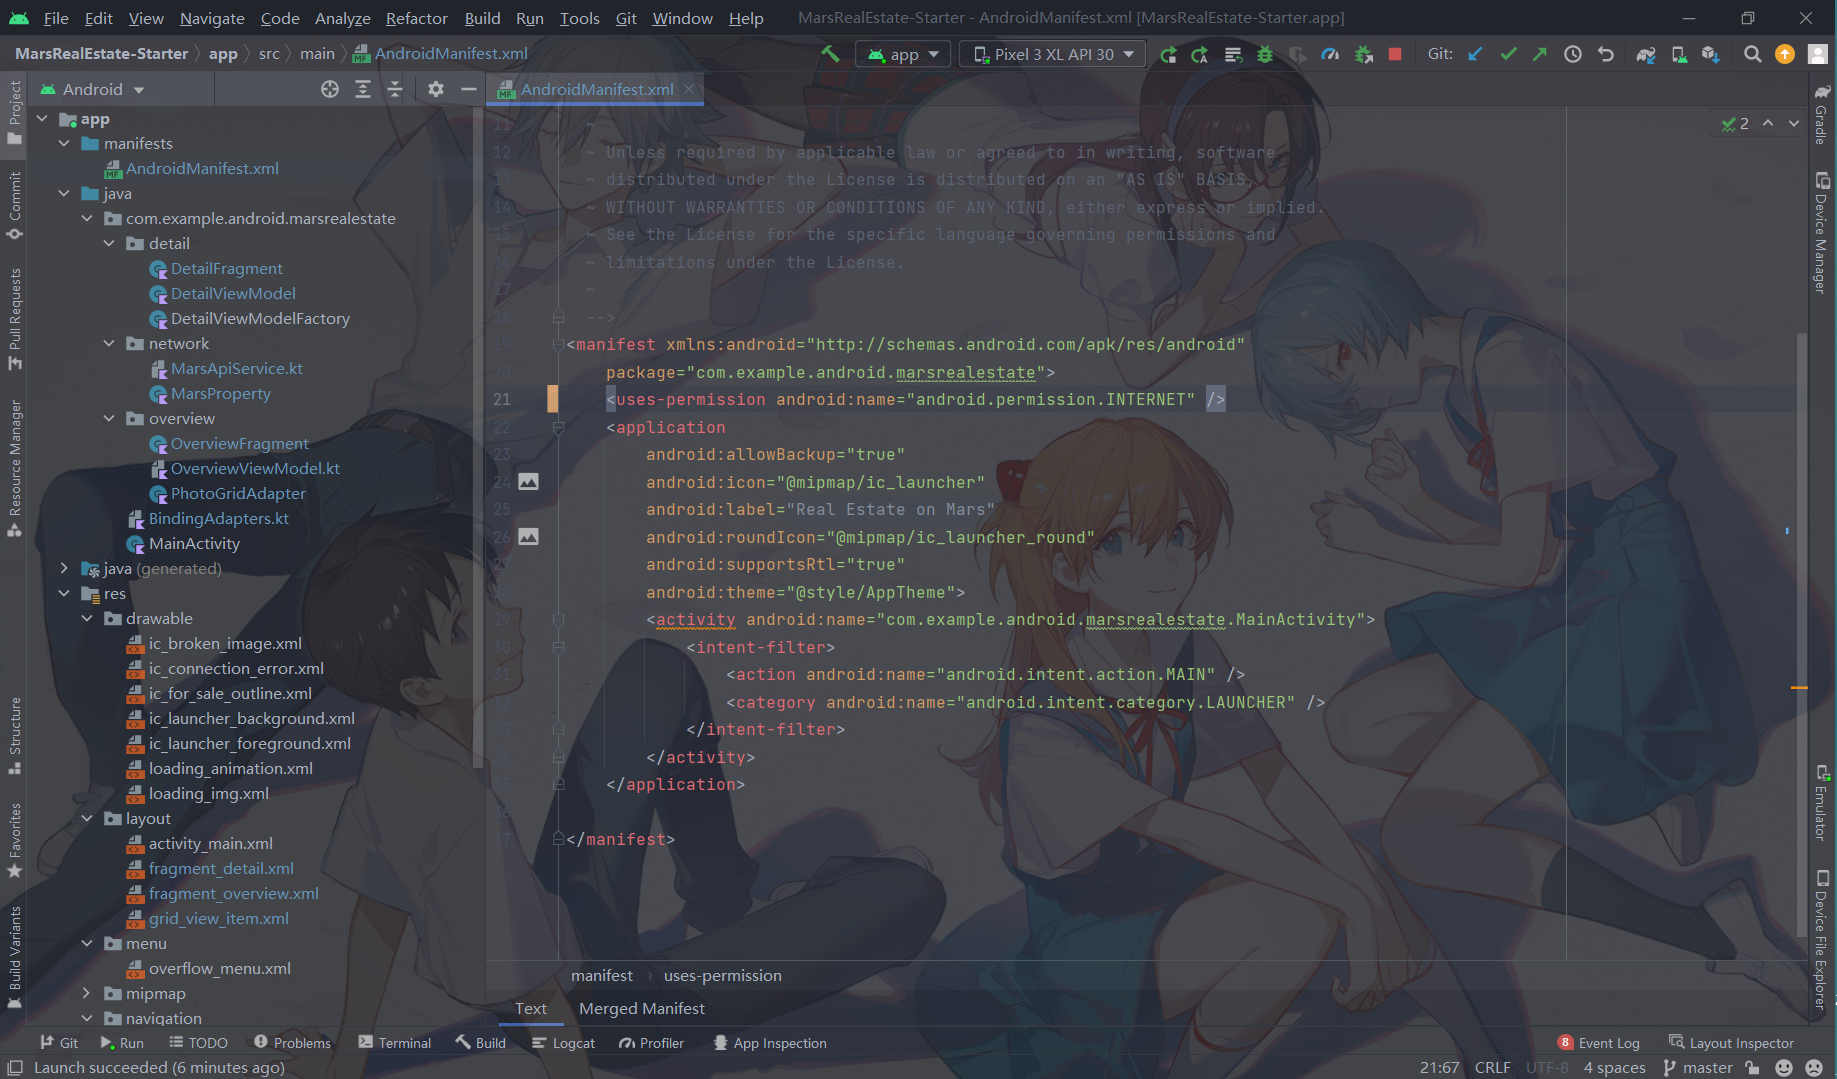 File Edit View Navigate Code Analyze Refactor Build Run Tools Git Window Help MarsRealEstate-Starter - AndroidManifest.xml [MarsRealEstate-Starter.app]
MarsRealEstate-Starter app src main AndroidManifest.xml app Pixel 3 XL API 30 Git:
Android AndroidManifest.xml
Project
Commit
Pull Requests
Resource Manager
Structure
Favorites
Build Variants
app
manifests
AndroidManifest.xml
java
com.example.android.marsrealestate
detail
DetailFragment
DetailViewModel
DetailViewModelFactory
network
MarsApiService.kt
MarsProperty
overview
OverviewFragment
OverviewViewModel.kt
PhotoGridAdapter
BindingAdapters.kt
MainActivity
java (generated)
res
drawable
ic_broken_image.xml
ic_connection_error.xml
ic_for_sale_outline.xml
ic_launcher_background.xml
ic_launcher_foreground.xml
loading_animation.xml
loading_img.xml
layout
activity_main.xml
fragment_detail.xml
fragment_overview.xml
grid_view_item.xml
menu
overflow_menu.xml
mipmap
navigation
2
11 ~
12 ~ Unless required by applicable law or agreed to in writing, software
13 ~ distributed under the License is distributed on an "AS IS" BASIS,
14 ~ WITHOUT WARRANTIES OR CONDITIONS OF ANY KIND, either express or implied.
15 ~ See the License for the specific language governing permissions and
16 ~ limitations under the License.
17 ~
18 -->
19 <manifest xmlns:android="http://schemas.android.com/apk/res/android"
20 package="com.example.android.marsrealestate">
21 <uses-permission android:name="android.permission.INTERNET" />
22 <application
23 android:allowBackup="true"
24 android:icon="@mipmap/ic_launcher"
25 android:label="Real Estate on Mars"
26 android:roundIcon="@mipmap/ic_launcher_round"
27 android:supportsRtl="true"
28 android:theme="@style/AppTheme">
29 <activity android:name="com.example.android.marsrealestate.MainActivity">
30 <intent-filter>
31 <action android:name="android.intent.action.MAIN" />
32 <category android:name="android.intent.category.LAUNCHER" />
33 </intent-filter>
34 </activity>
35 </application>
36
37 </manifest>
manifest uses-permission
Text Merged Manifest
Gradle
Device Manager
Emulator
Device File Explorer
Git Run TODO Problems Terminal Build Logcat Profiler App Inspection 8 Event Log Layout Inspector
Launch succeeded (6 minutes ago) 21:67 CRLF UTF-8 4 spaces master